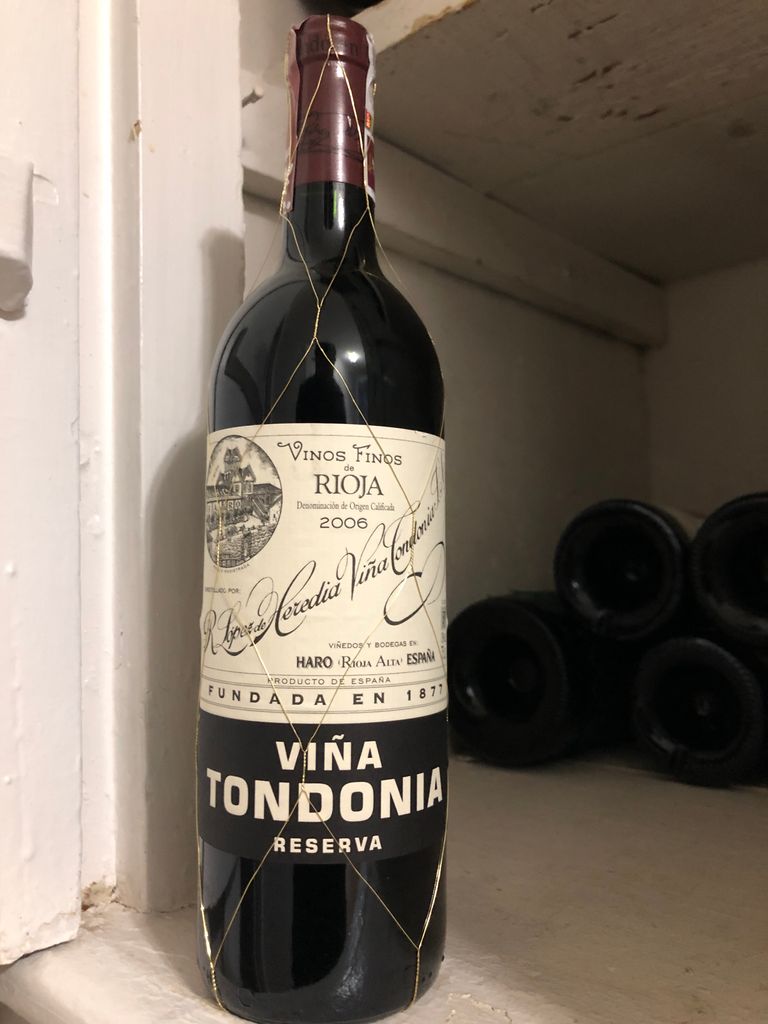 VINOS FINOS
de
RIOJA
Denominación de Origen Calificada
2006
R. López de Heredia Viña Tondonia
VIÑEDOS Y BODEGAS EN:
HARO (RIOJA ALTA) ESPAÑA
PRODUCTO DE ESPAÑA
FUNDADA EN 1877
VIÑA
TONDONIA
RESERVA